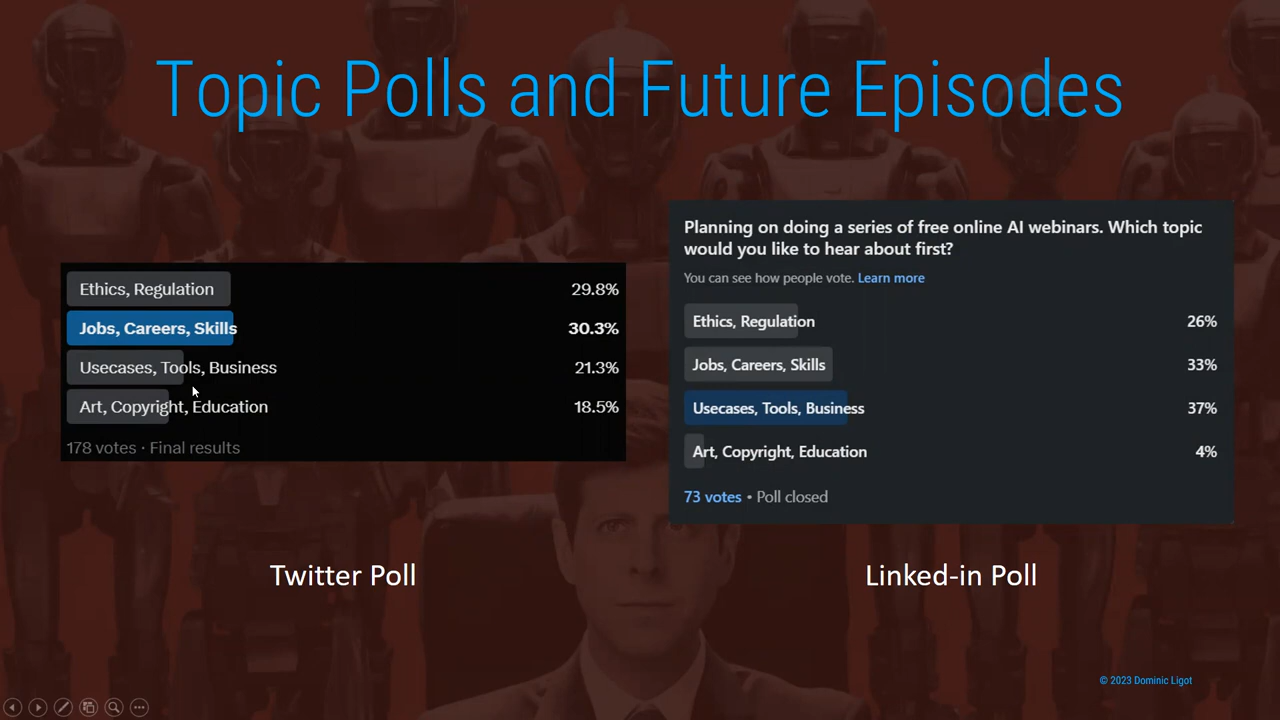 Topic Polls and Future Episodes
Ethics, Regulation 29.8%
Jobs, Careers, Skills 30.3%
Usecases, Tools, Business 21.3%
Art, Copyright, Education 18.5%
178 votes · Final results
Twitter Poll
Planning on doing a series of free online AI webinars. Which topic
would you like to hear about first?
You can see how people vote. Learn more
Ethics, Regulation 26%
Jobs, Careers, Skills 33%
Usecases, Tools, Business 37%
Art, Copyright, Education 4%
73 votes • Poll closed
Linked-in Poll
© 2023 Dominic Ligot